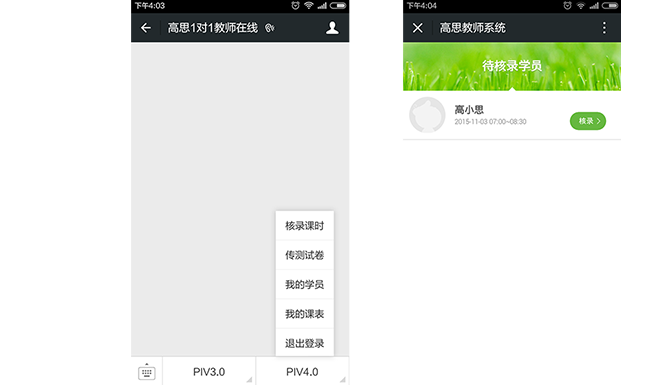 下午4:03
高思1对1教师在线
核录课时
传测试卷
我的学员
我的课表
退出登录
PIV3.0
PIV4.0
下午4:04
高思教师系统
待核录学员
高小思
2015-11-03 07:00~08:30
核录